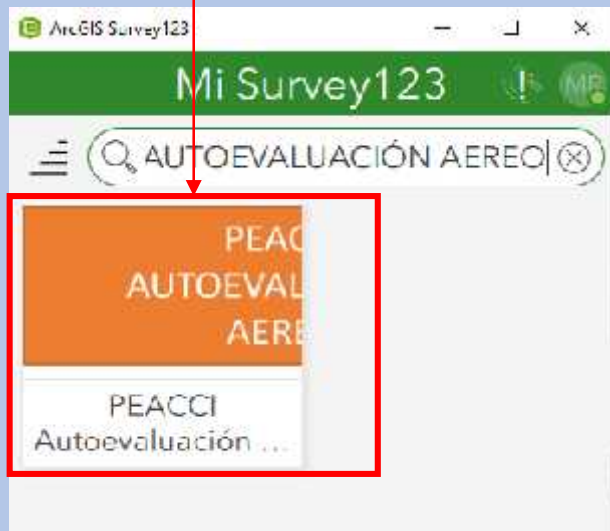 ArcGIS Survey123
Mi Survey123
AUTOEVALUACIÓN AEREO
PEAC
AUTOEVAL
AERE
PEACCI
Autoevaluación ...